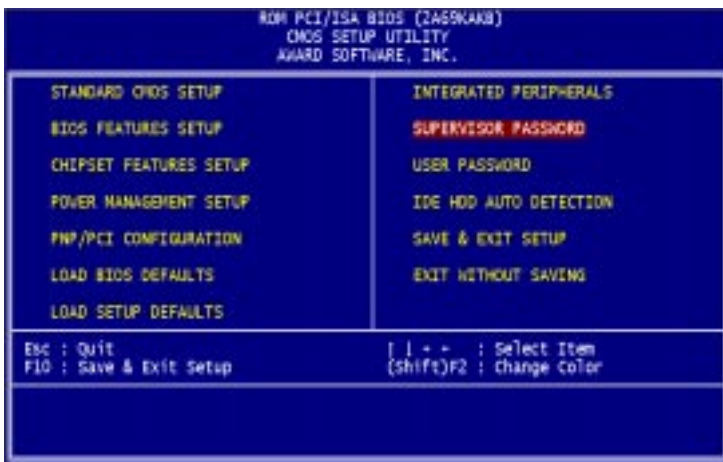 ROM PCI/ISA BIOS (2A69KAKB)
CMOS SETUP UTILITY
AWARD SOFTWARE, INC.
STANDARD CMOS SETUP
BIOS FEATURES SETUP
CHIPSET FEATURES SETUP
POWER MANAGEMENT SETUP
PNP/PCI CONFIGURATION
LOAD BIOS DEFAULTS
LOAD SETUP DEFAULTS
INTEGRATED PERIPHERALS
SUPERVISOR PASSWORD
USER PASSWORD
IDE HDD AUTO DETECTION
SAVE & EXIT SETUP
EXIT WITHOUT SAVING
Esc : Quit
F10 : Save & Exit Setup
: Select Item
(Shift)F2 : Change Color